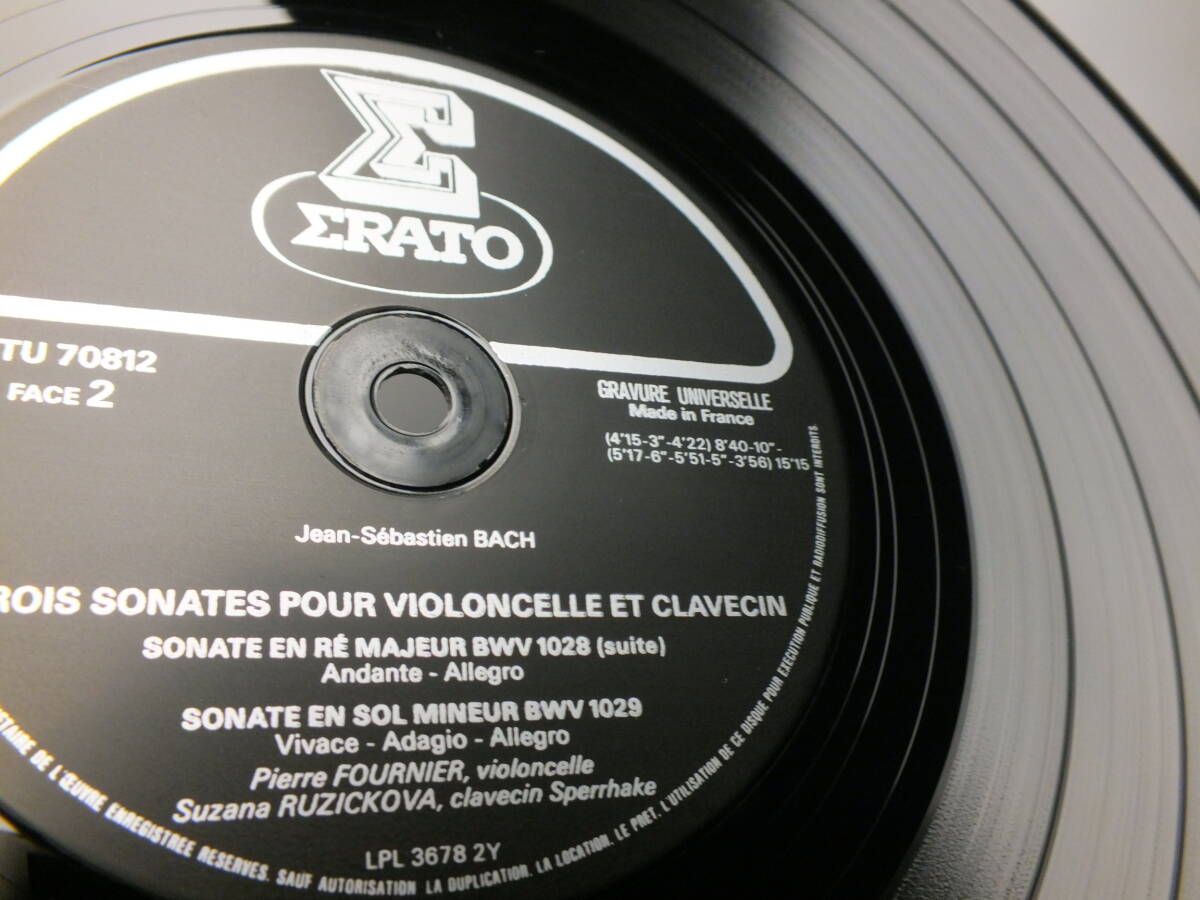 Σ
ΣRATO
TU 70812
FACE 2
GRAVURE UNIVERSELLE
Made in France
(4'15-3"-4'22) 8'40-10"-
(5'17-6"-5'51-5"-3'56) 15'15
Jean-Sébastien BACH
ROIS SONATES POUR VIOLONCELLE ET CLAVECIN
SONATE EN RÉ MAJEUR BWV 1028 (suite)
Andante - Allegro
SONATE EN SOL MINEUR BWV 1029
Vivace - Adagio - Allegro
Pierre FOURNIER, violoncelle
Suzana RUZICKOVA, clavecin Sperrhake
LPL 3678 2Y
DE L'ŒUVRE ENREGISTREE RESERVES. SAUF AUTORISATION LA DUPLICATION. LA LOCATION. LE PRET. L'UTILISATION DE CE DISQUE POUR EXECUTION PUBLIQUE ET RADIODIFFUSION SONT INTERDITS.